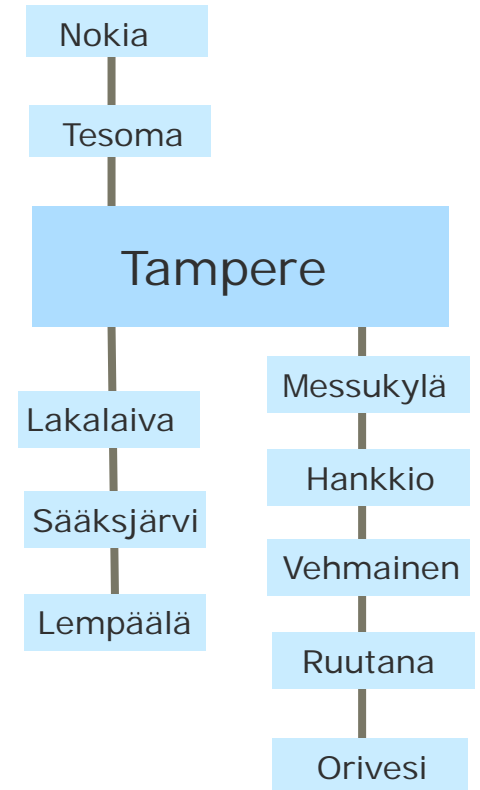 Nokia
Tesoma
Tampere
Lakalaiva
Sääksjärvi
Lempäälä
Messukylä
Hankkio
Vehmainen
Ruutana
Orivesi